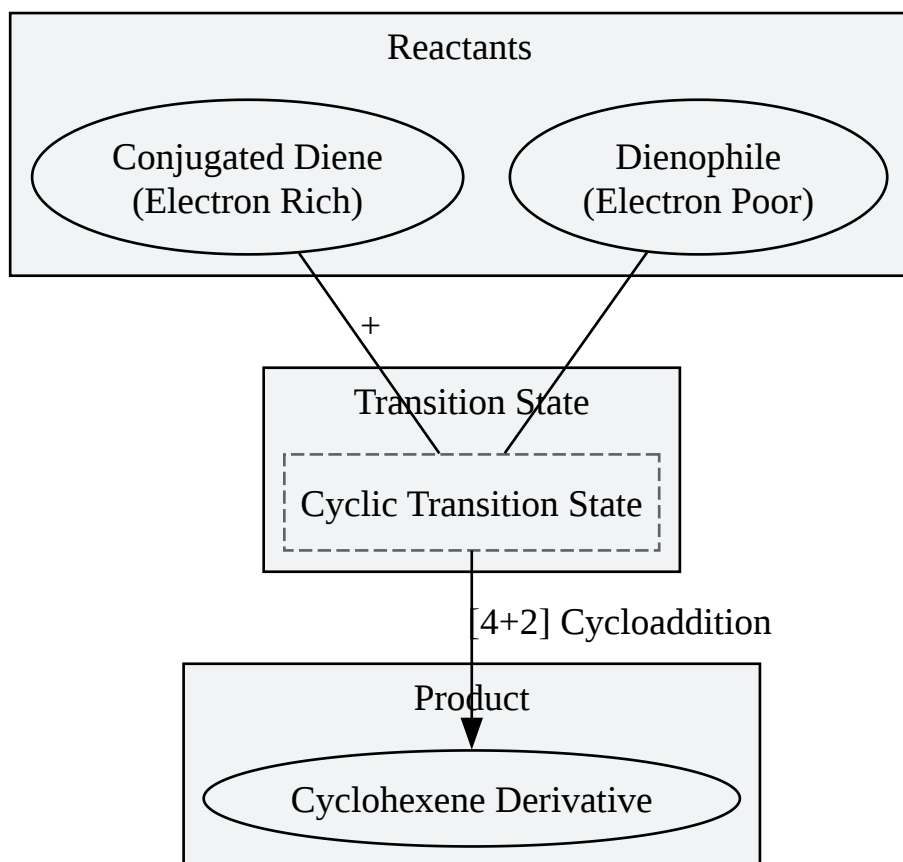 Reactants
Conjugated Diene
(Electron Rich)
Dienophile
(Electron Poor)
+
Transition State
Cyclic Transition State
[4+2] Cycloaddition
Product
Cyclohexene Derivative